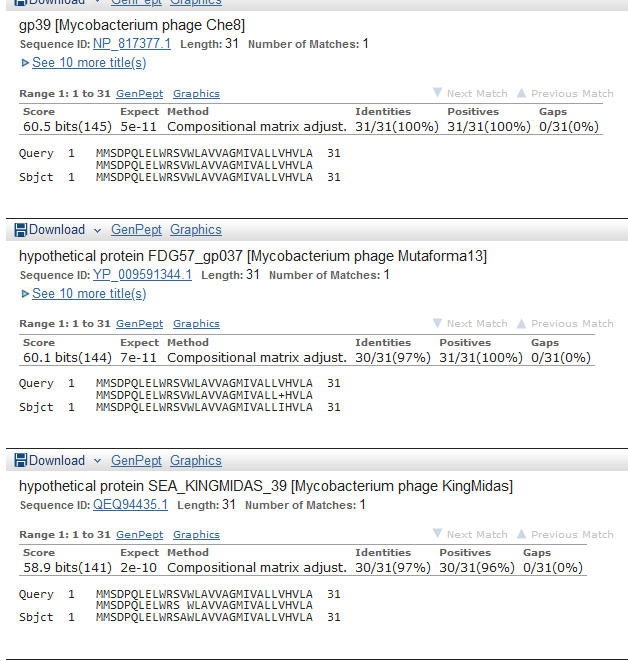 Download GenPept Graphics
gp39 [Mycobacterium phage Che8]
Sequence ID: NP_817377.1 Length: 31 Number of Matches: 1
See 10 more title(s)
Range 1: 1 to 31 GenPept Graphics Next Match Previous Match
Score Expect Method Identities Positives Gaps
60.5 bits(145) 5e-11 Compositional matrix adjust. 31/31(100%) 31/31(100%) 0/31(0%)
Query 1 MMSDPQLELWRSVWLAVVAGMIVALLVHVLA 31
MMSDPQLELWRSVWLAVVAGMIVALLVHVLA
Sbjct 1 MMSDPQLELWRSVWLAVVAGMIVALLVHVLA 31
Download GenPept Graphics
hypothetical protein FDG57_gp037 [Mycobacterium phage Mutaforma13]
Sequence ID: YP_009591344.1 Length: 31 Number of Matches: 1
See 10 more title(s)
Range 1: 1 to 31 GenPept Graphics Next Match Previous Match
Score Expect Method Identities Positives Gaps
60.1 bits(144) 7e-11 Compositional matrix adjust. 30/31(97%) 31/31(100%) 0/31(0%)
Query 1 MMSDPQLELWRSVWLAVVAGMIVALLVHVLA 31
MMSDPQLELWRSVWLAVVAGMIVALL+HVLA
Sbjct 1 MMSDPQLELWRSVWLAVVAGMIVALLIHVLA 31
Download GenPept Graphics
hypothetical protein SEA_KINGMIDAS_39 [Mycobacterium phage KingMidas]
Sequence ID: QEQ94435.1 Length: 31 Number of Matches: 1
Range 1: 1 to 31 GenPept Graphics Next Match Previous Match
Score Expect Method Identities Positives Gaps
58.9 bits(141) 2e-10 Compositional matrix adjust. 30/31(97%) 30/31(96%) 0/31(0%)
Query 1 MMSDPQLELWRSVWLAVVAGMIVALLVHVLA 31
MMSDPQLELWRS WLAVVAGMIVALLVHVLA
Sbjct 1 MMSDPQLELWRSAWLAVVAGMIVALLVHVLA 31